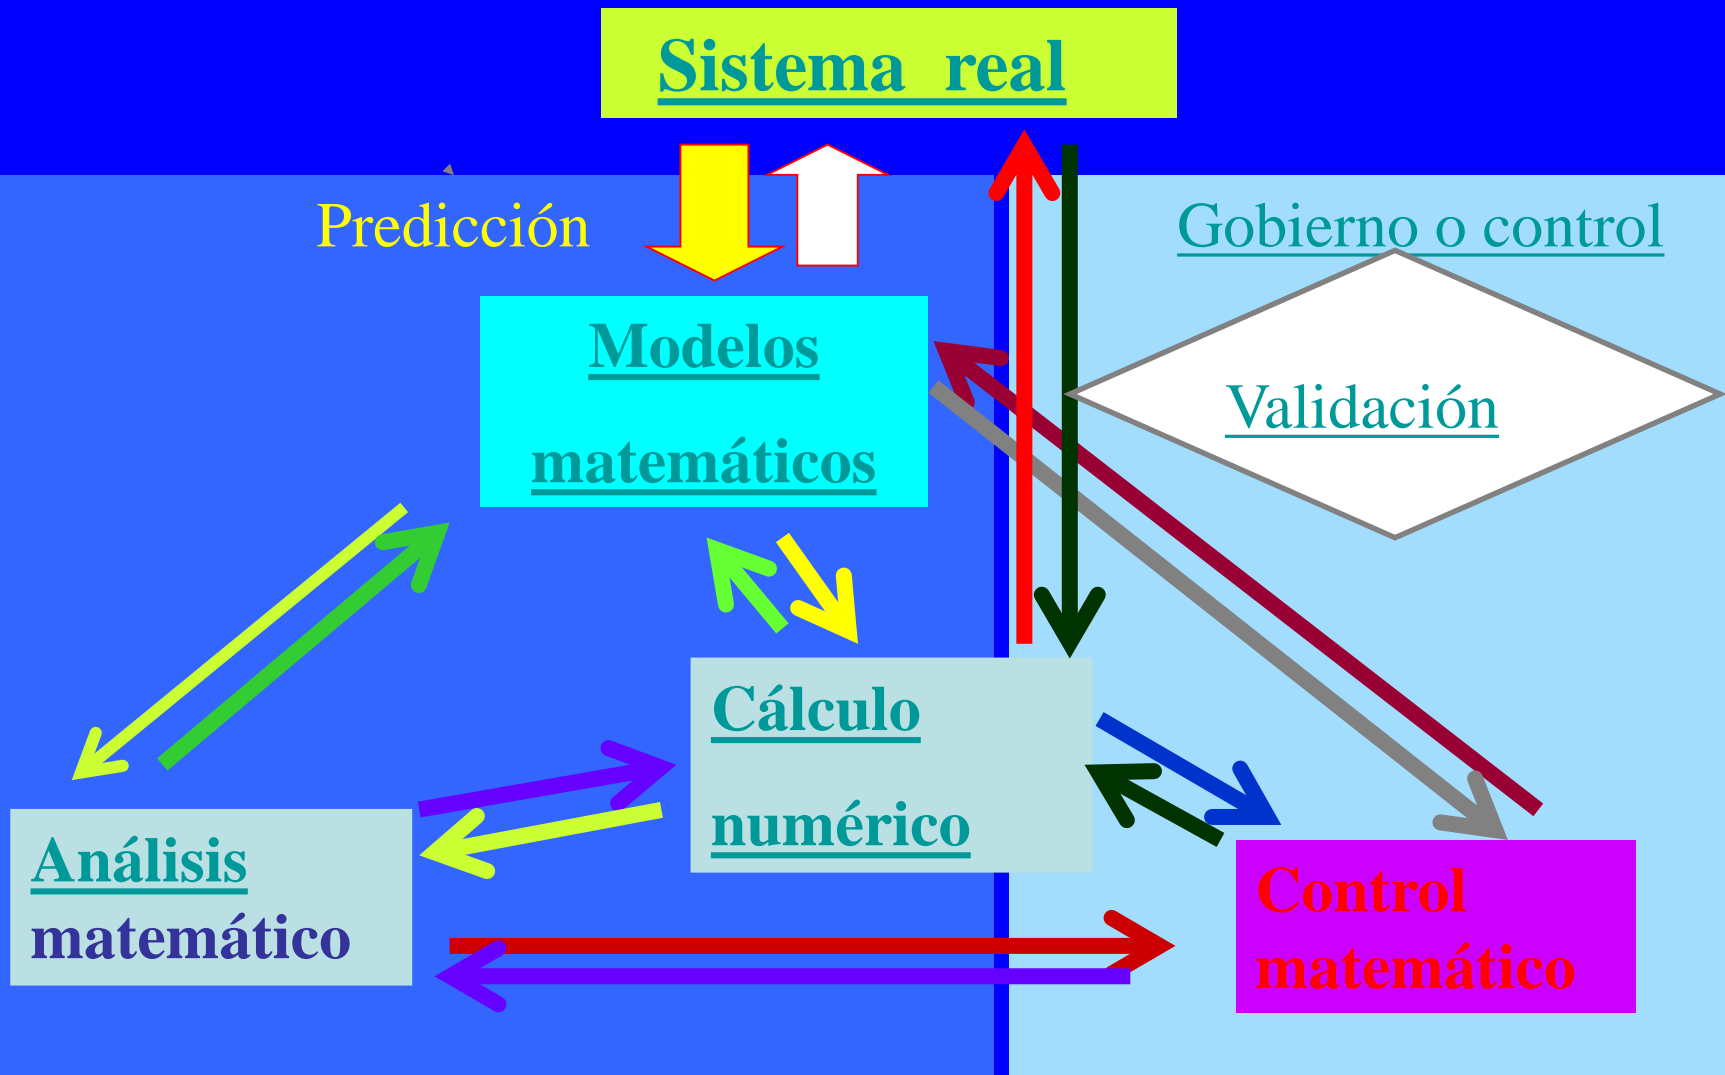 Sistema real
Predicción
Gobierno o control
Modelos
matemáticos
Validación
Cálculo
numérico
Análisis
matemático
Control
matemático